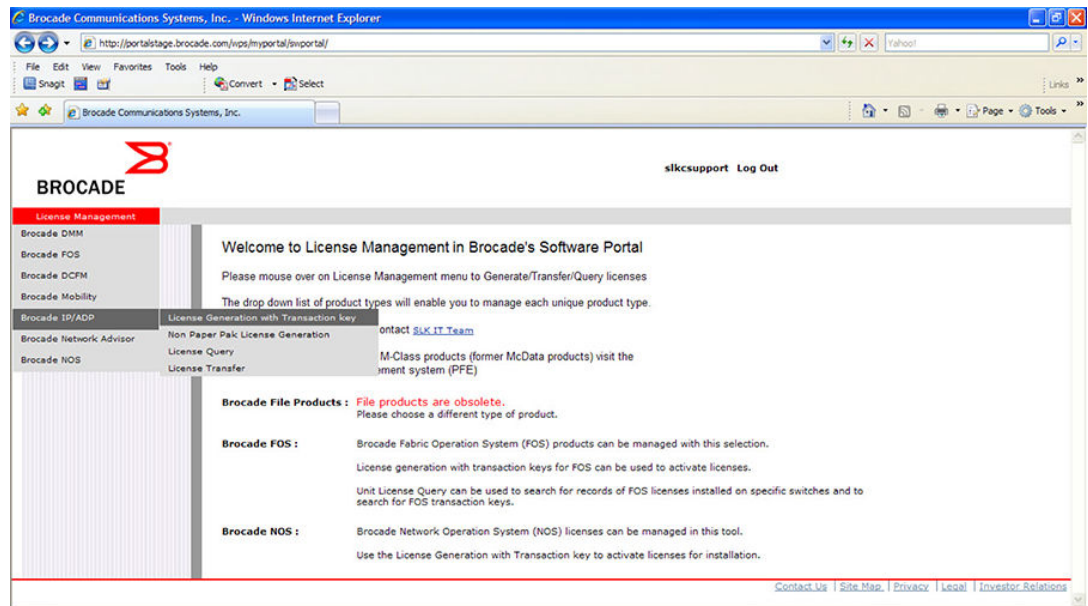 Brocade Communications Systems, Inc. - Windows Internet Explorer
http://portalstage.brocade.com/wps/myportal/swportal/
Yahoo!
File Edit View Favorites Tools Help
Snagit Convert Select
Links
Brocade Communications Systems, Inc.
Page Tools
BROCADE
slkcsupport Log Out
License Management
Brocade DMM
Brocade FOS
Brocade DCFM
Brocade Mobility
Brocade IP/ADP
Brocade Network Advisor
Brocade NOS
License Generation with Transaction key
Non Paper Pak License Generation
License Query
License Transfer
Welcome to License Management in Brocade's Software Portal
Please mouse over on License Management menu to Generate/Transfer/Query licenses
The drop down list of product types will enable you to manage each unique product type.
ontact SLK IT Team
M-Class products (former McData products) visit the
ement system (PFE)
Brocade File Products : File products are obsolete.
Please choose a different type of product.
Brocade FOS : Brocade Fabric Operation System (FOS) products can be managed with this selection.
License generation with transaction keys for FOS can be used to activate licenses.
Unit License Query can be used to search for records of FOS licenses installed on specific switches and to
search for FOS transaction keys.
Brocade NOS : Brocade Network Operation System (NOS) licenses can be managed in this tool.
Use the License Generation with Transaction key to activate licenses for installation.
Contact Us | Site Map | Privacy | Legal | Investor Relations